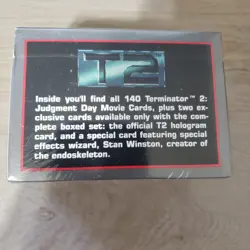 T2
Inside you'll find all 140 Terminator™ 2:
Judgment Day Movie Cards, plus two ex-
clusive cards available only with the com-
plete boxed set: the official T2 hologram
card, and a special card featuring special
effects wizard, Stan Winston, creator of
the endoskeleton.